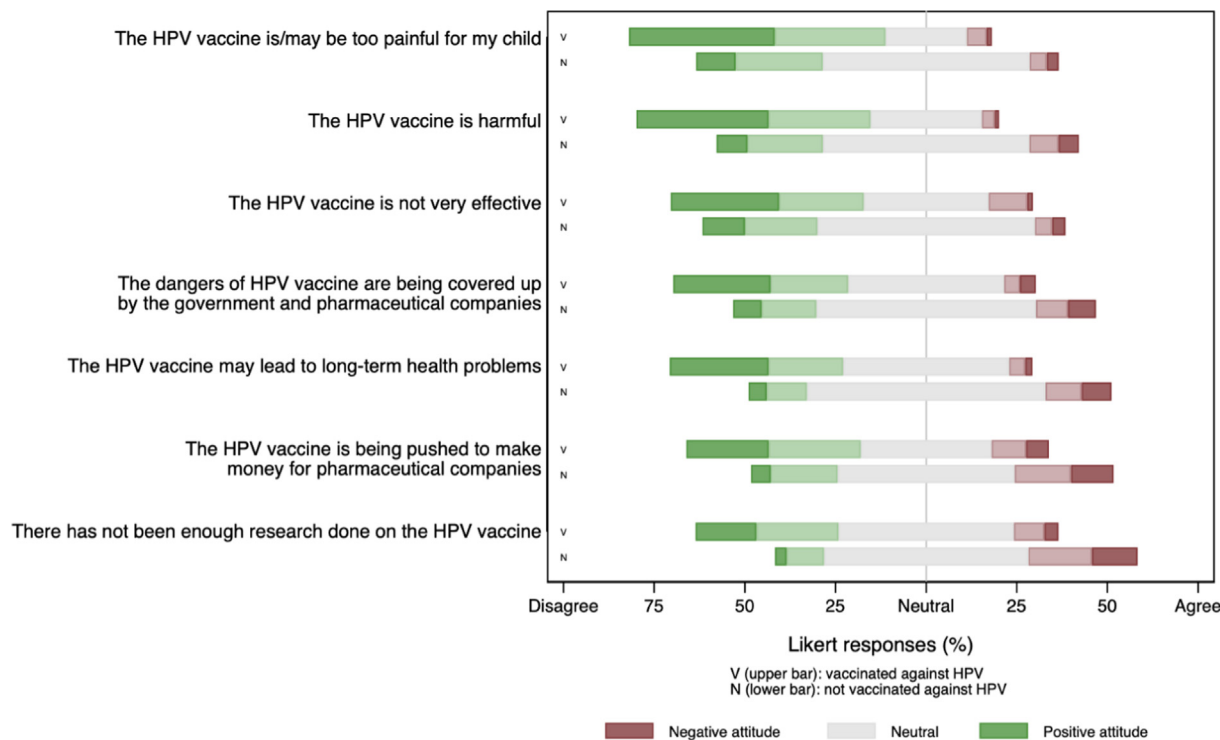 The HPV vaccine is/may be too painful for my child
V
N
The HPV vaccine is harmful
V
N
The HPV vaccine is not very effective
V
N
The dangers of HPV vaccine are being covered up
by the government and pharmaceutical companies
V
N
The HPV vaccine may lead to long-term health problems
V
N
The HPV vaccine is being pushed to make
money for pharmaceutical companies
V
N
There has not been enough research done on the HPV vaccine
V
N
Disagree 75 50 25 Neutral 25 50 Agree
Likert responses (%)
V (upper bar): vaccinated against HPV
N (lower bar): not vaccinated against HPV
Negative attitude Neutral Positive attitude